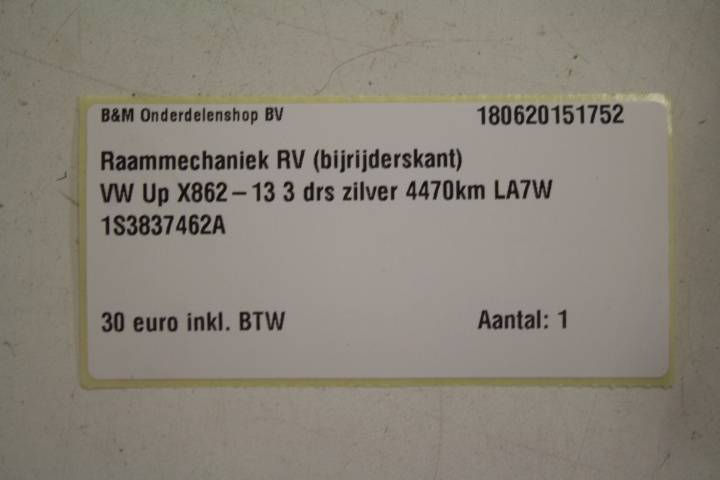 B&M Onderdelenshop BV 180620151752
Raammechaniek RV (bijrijderskant)
VW Up X862 – 13 3 drs zilver 4470km LA7W
1S3837462A
30 euro inkl. BTW Aantal: 1